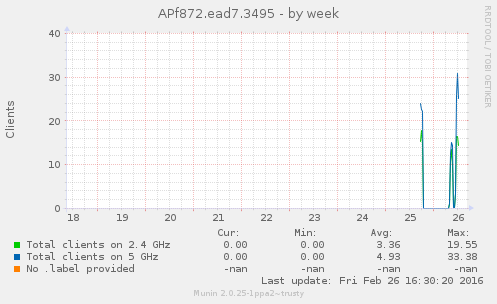 APf872.ead7.3495 - by week
RRDTOOL / TOBI OETIKER
Clients
40
30
20
10
0
18 19 20 21 22 23 24 25 26
Cur: Min: Avg: Max:
Total clients on 2.4 GHz 0.00 0.00 3.36 19.55
Total clients on 5 GHz 0.00 0.00 4.93 33.38
No .label provided -nan -nan -nan -nan
Last update: Fri Feb 26 16:30:20 2016
Munin 2.0.25-1ppa2~trusty